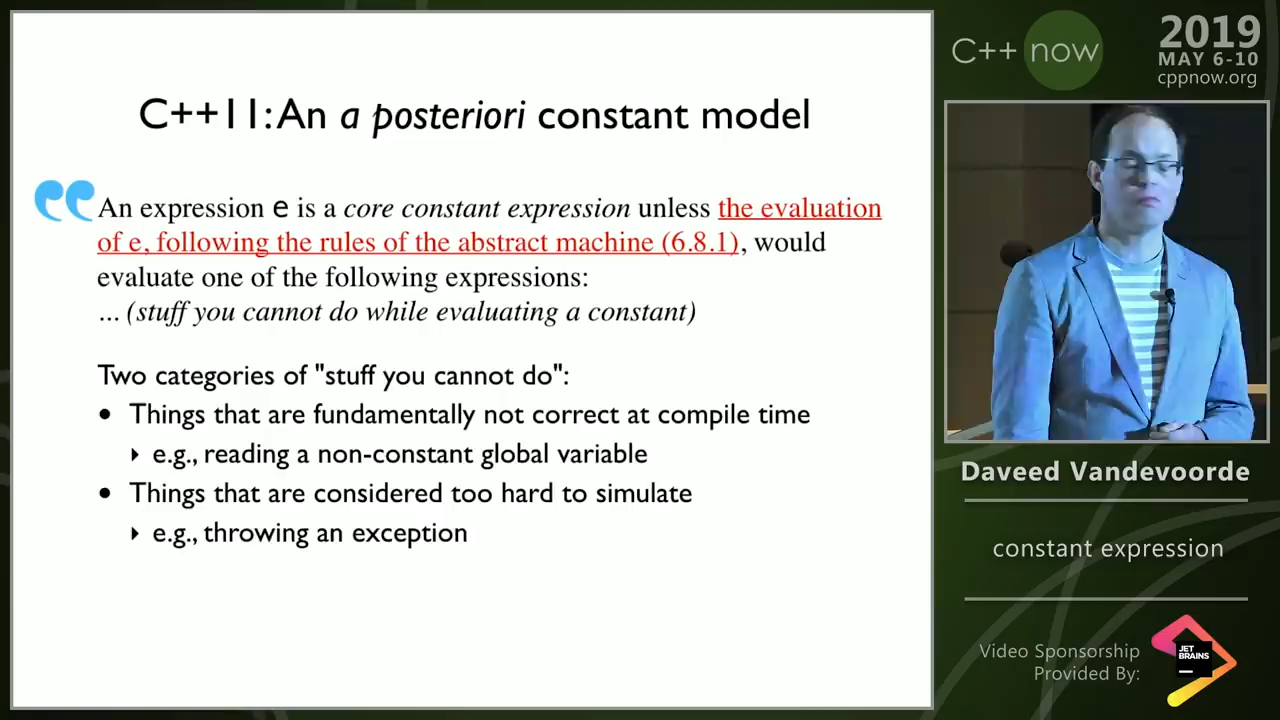 C++11: An a posteriori constant model
An expression e is a core constant expression unless the evaluation
of e, following the rules of the abstract machine (6.8.1), would
evaluate one of the following expressions:
... (stuff you cannot do while evaluating a constant)
Two categories of "stuff you cannot do":
• Things that are fundamentally not correct at compile time
‣ e.g., reading a non-constant global variable
• Things that are considered too hard to simulate
‣ e.g., throwing an exception
C++ now
2019
MAY 6-10
cppnow.org
Daveed Vandevoorde
constant expression
Video Sponsorship
Provided By:
JET
BRAINS